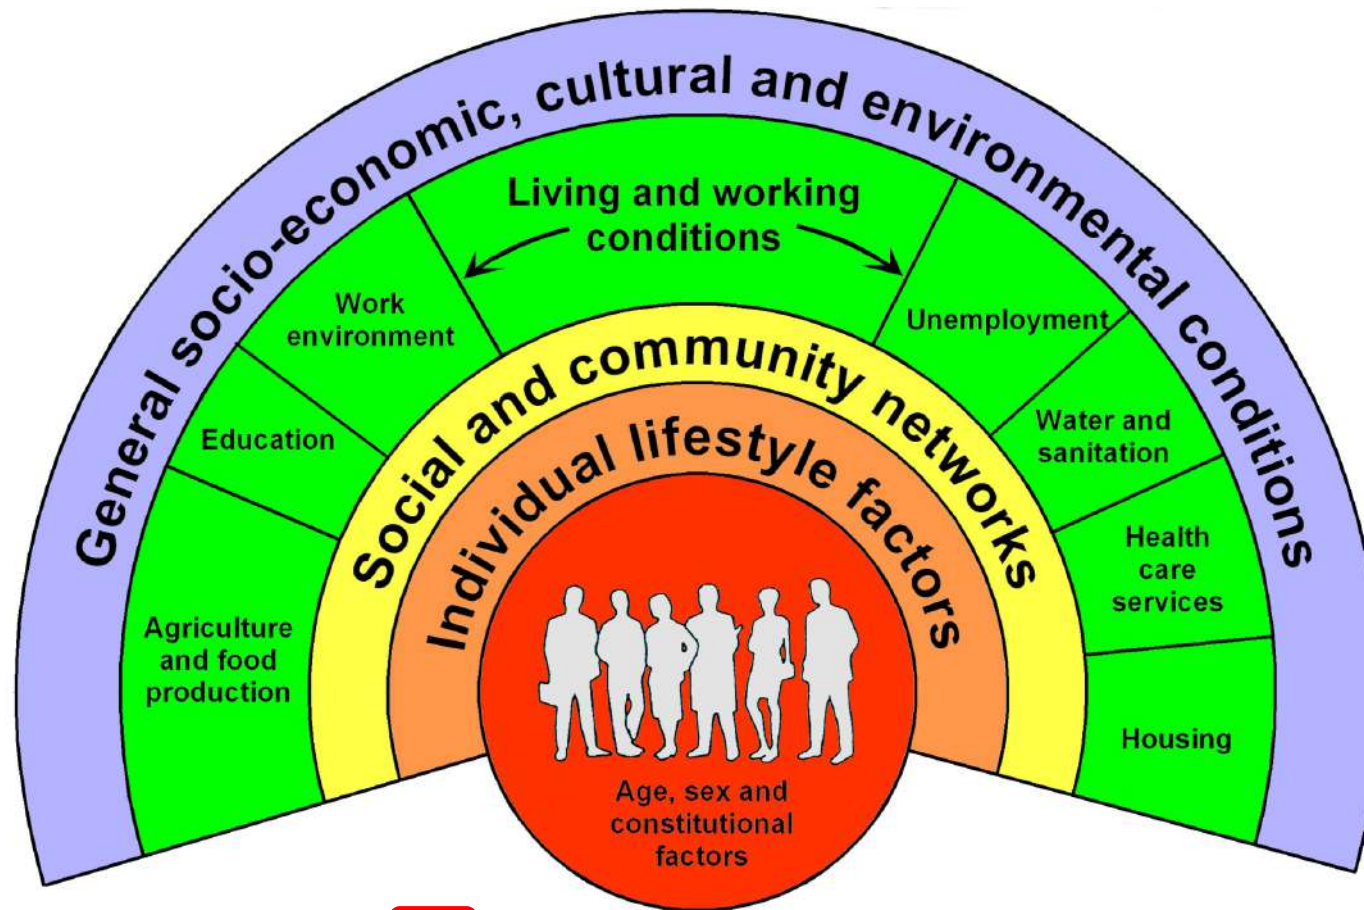 General socio-economic, cultural and environmental conditions
Living and working
conditions
Work
environment
Unemployment
Education
Water and
sanitation
Agriculture
and food
production
Health
care
services
Housing
Social and community networks
Individual lifestyle factors
Age, sex and
constitutional
factors